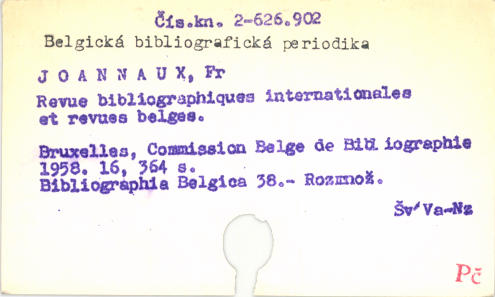 Čís.kn. 2-626.902
Belgická bibliografická periodika
J O A N N A U X, Fr
Revue bibliographiques internationales
et revues belges.
Bruxelles, Commission Belge de Bibliographie
1958. 16, 364 s.
Bibliographia Belgica 38.- Rozmnož.
Šv/Va-Nz
Pč